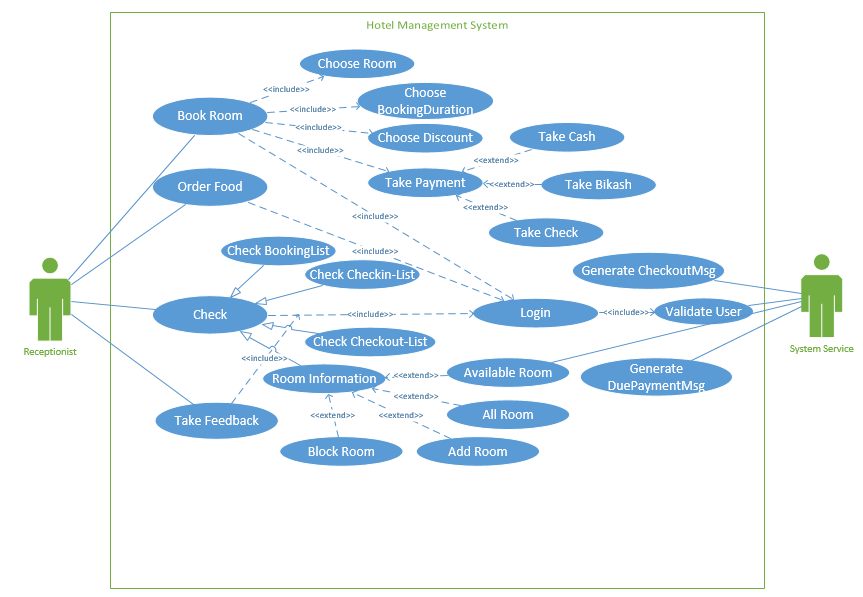 Hotel Management System
Choose Room
<<include>>
Choose
BookingDuration
<<include>>
Book Room
<<include>>
Choose Discount
Take Cash
<<include>>
<<extend>>
Take Payment
<<extend>>
Take Bikash
Order Food
<<extend>>
<<include>>
Take Check
Check BookingList
<<include>>
Check Checkin-List
Generate CheckoutMsg
Check
<<include>>
Login
<<include>>
Validate User
Receptionist
System Service
Check Checkout-List
<<include>>
Room Information
<<extend>>
Available Room
Generate
DuePaymentMsg
<<extend>>
All Room
<<extend>>
<<extend>>
Take Feedback
Block Room
Add Room